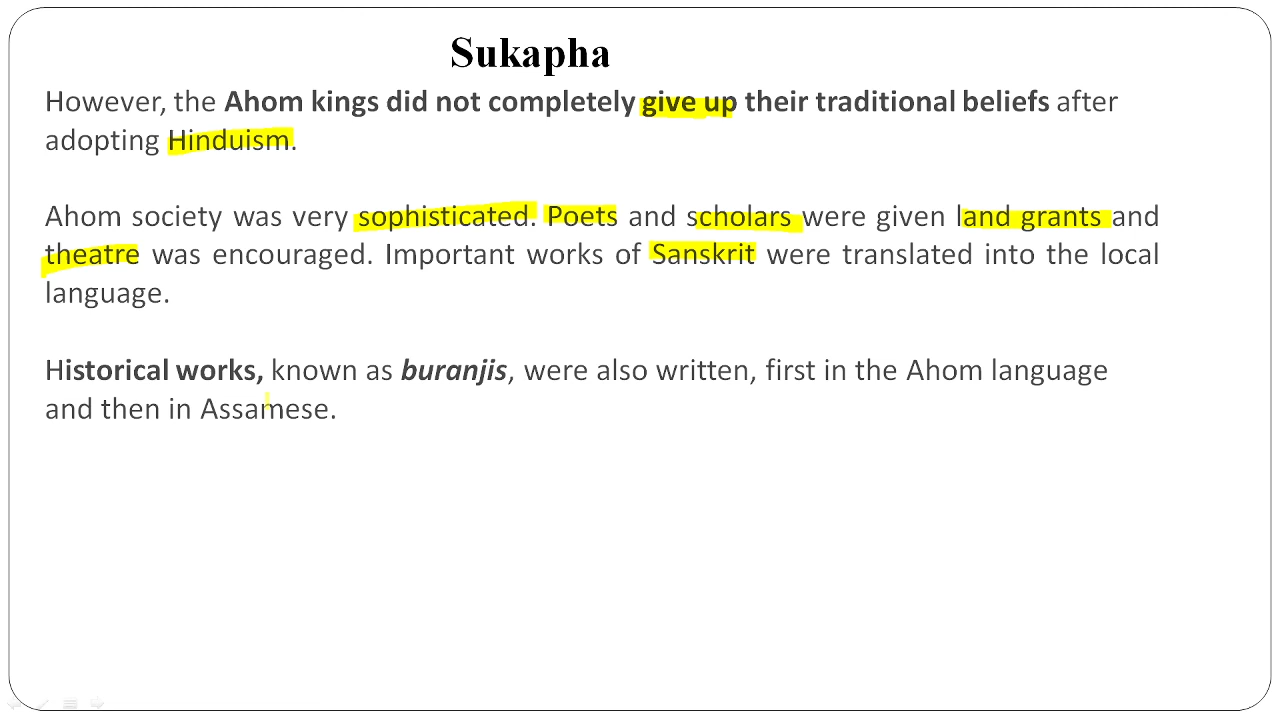 Sukapha
However, the Ahom kings did not completely give up their traditional beliefs after
adopting Hinduism.
Ahom society was very sophisticated. Poets and scholars were given land grants and
theatre was encouraged. Important works of Sanskrit were translated into the local
language.
Historical works, known as buranjis, were also written, first in the Ahom language
and then in Assamese.